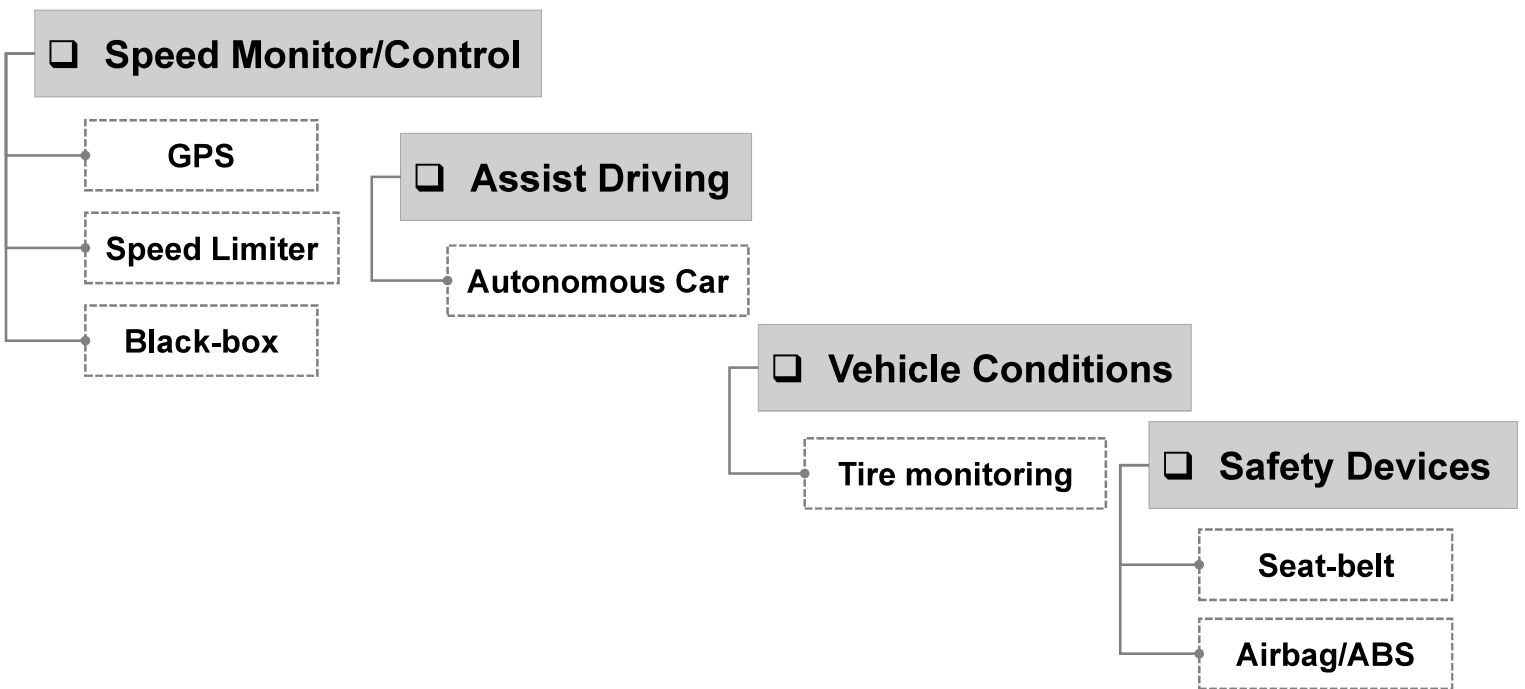 ❑ Speed Monitor/Control
GPS
Speed Limiter
Black-box
❑ Assist Driving
Autonomous Car
❑ Vehicle Conditions
Tire monitoring
❑ Safety Devices
Seat-belt
Airbag/ABS